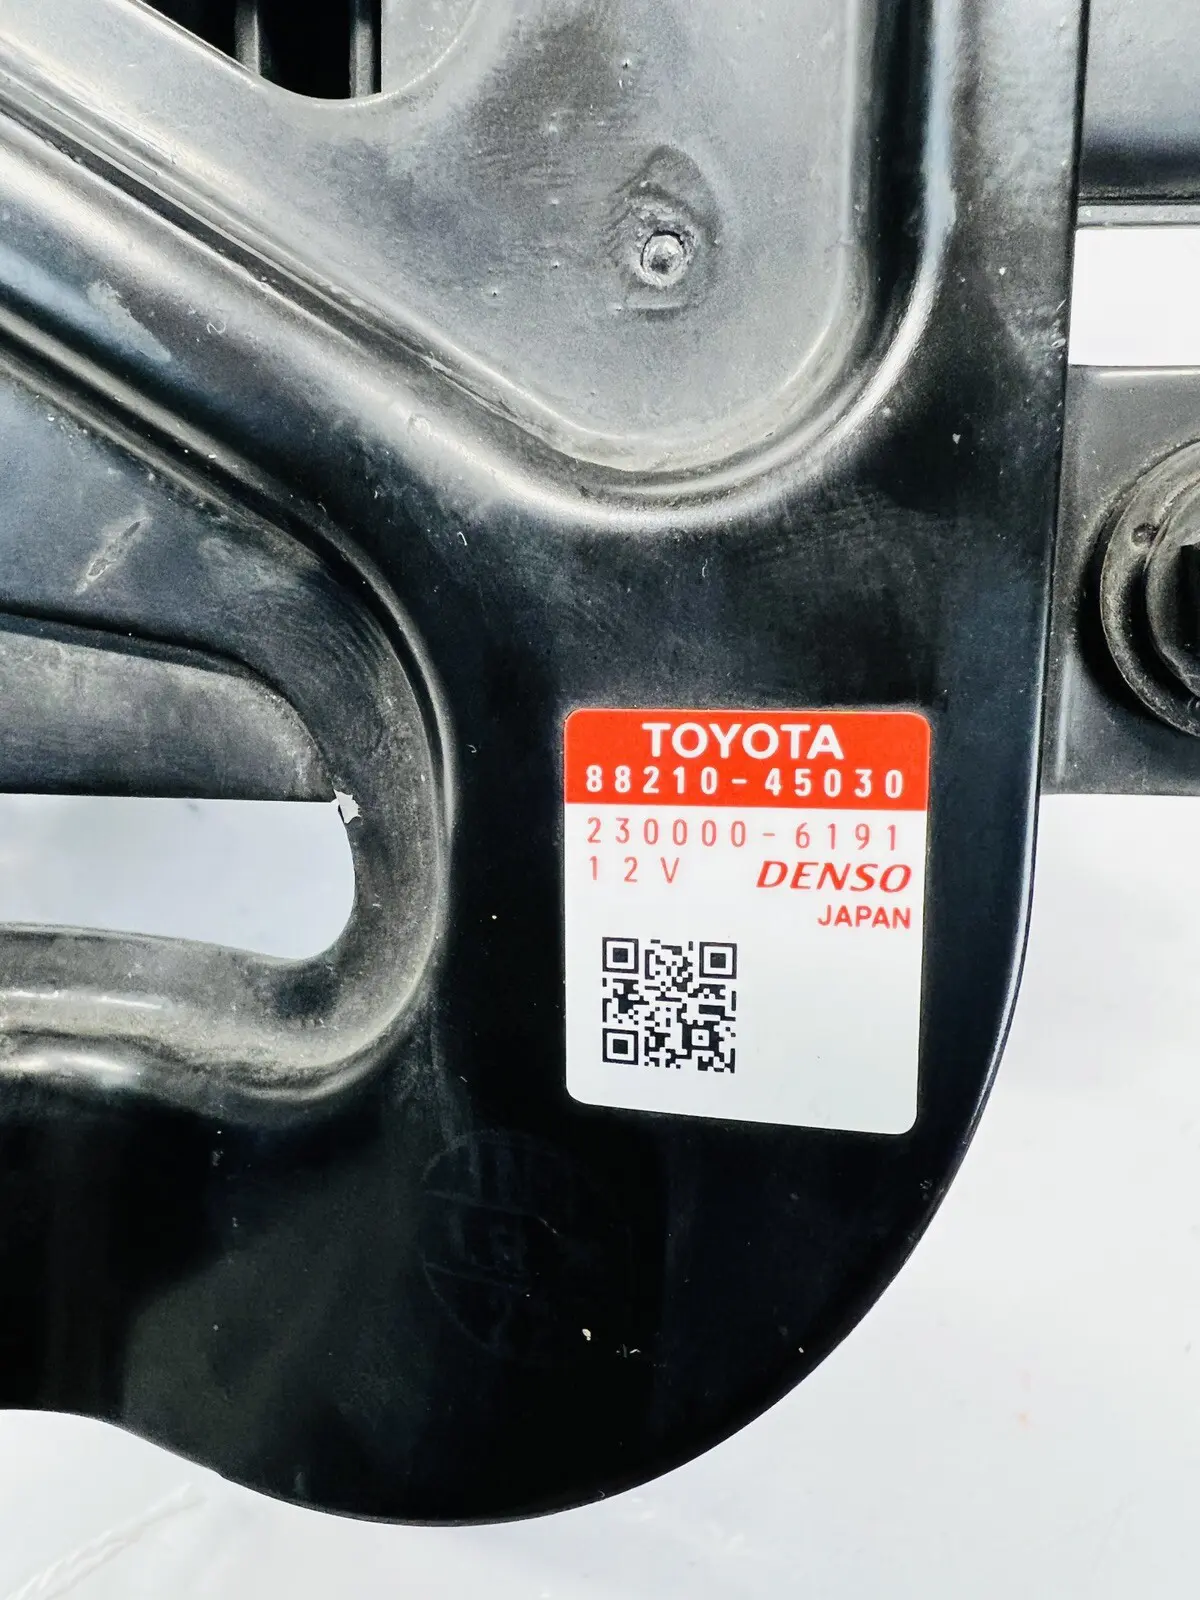 TOYOTA
88210-45030
230000-6191
12V DENSO
JAPAN